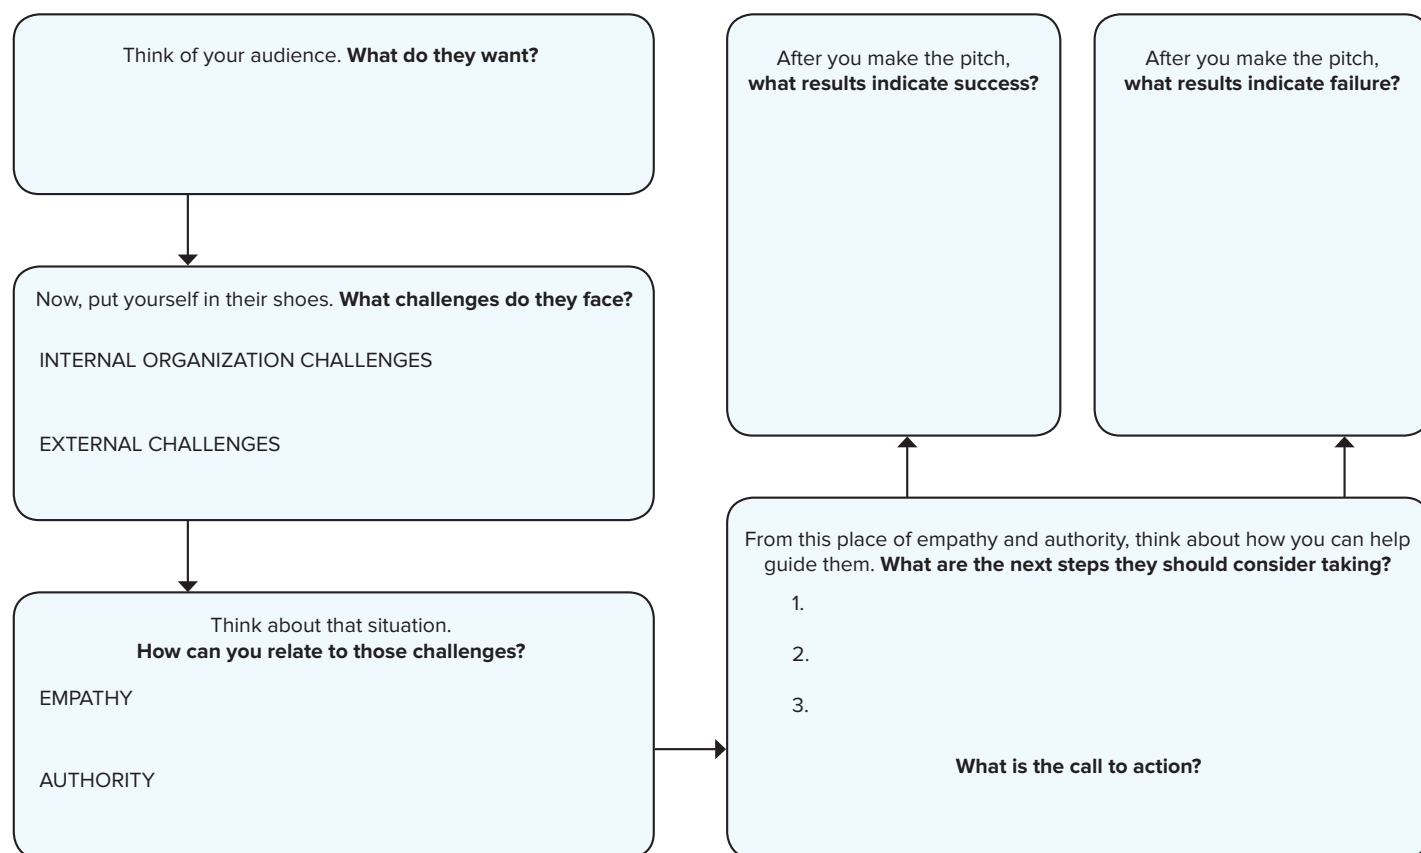 Think of your audience. What do they want?
Now, put yourself in their shoes. What challenges do they face?
INTERNAL ORGANIZATION CHALLENGES
EXTERNAL CHALLENGES
Think about that situation.
How can you relate to those challenges?
EMPATHY
AUTHORITY
From this place of empathy and authority, think about how you can help
guide them. What are the next steps they should consider taking?
1.
2.
3.
What is the call to action?
After you make the pitch,
what results indicate success?
After you make the pitch,
what results indicate failure?